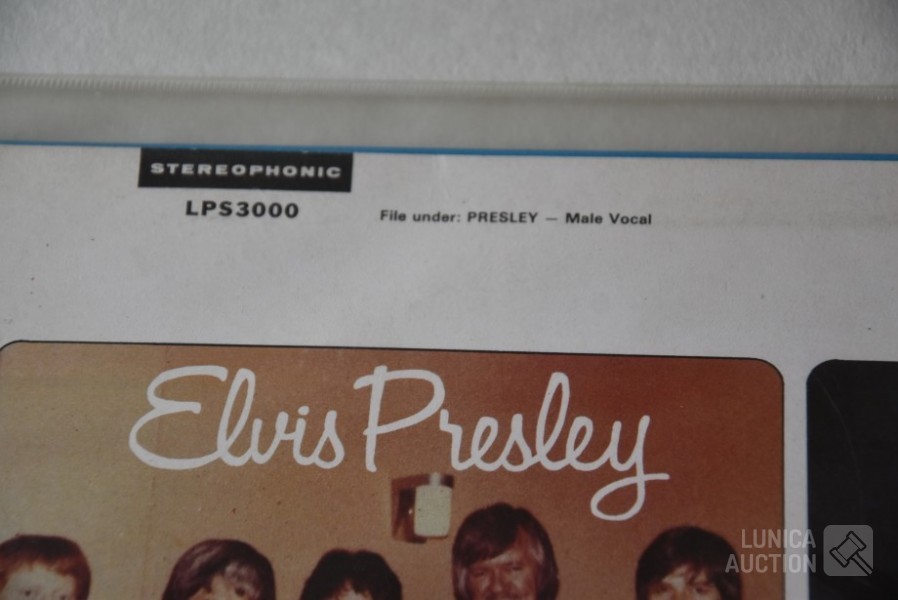 STEREOPHONIC
LPS3000
File under: PRESLEY — Male Vocal
Elvis Presley
LUNICA
AUCTION